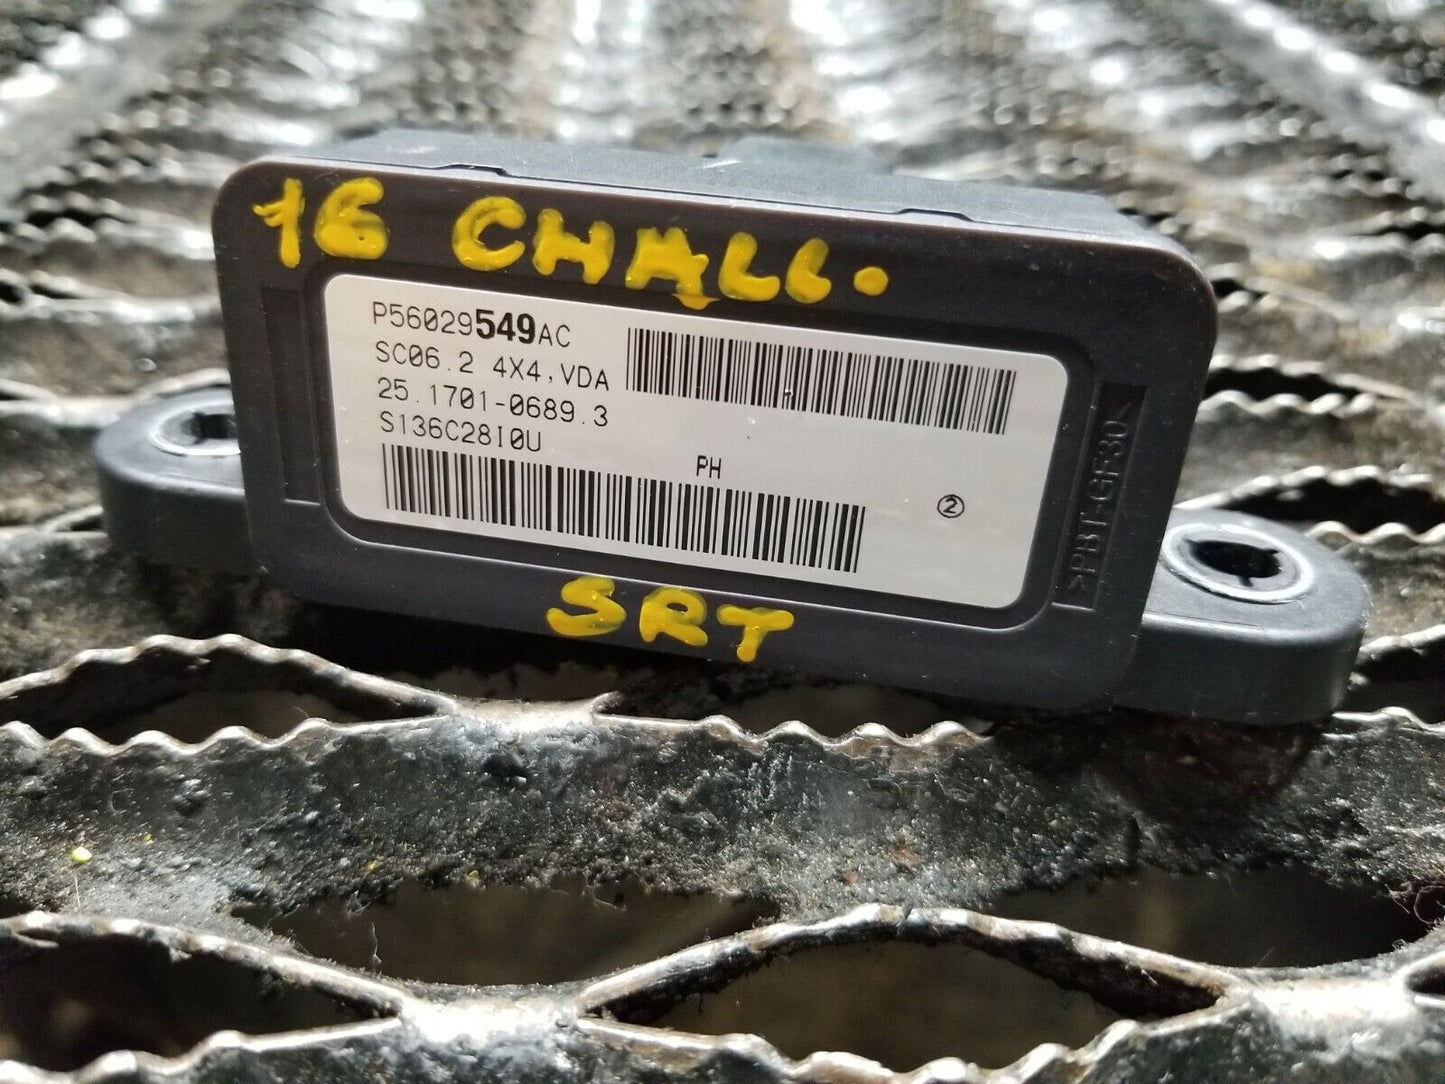 16 CHALL.
P56029549AC
SC06.2 4X4,VDA
25.1701-0689.3
S136C28I0U
PH
②
>PBT-GF30<
SRT